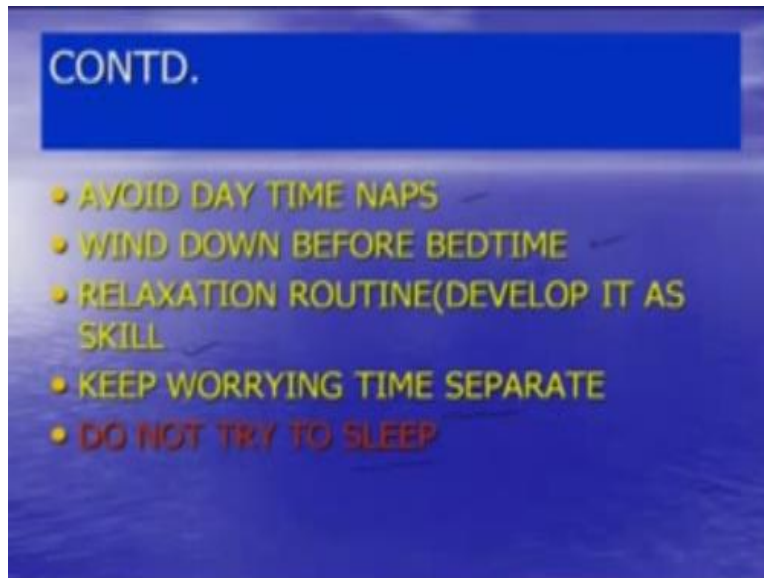 CONTD.
• AVOID DAY TIME NAPS
• WIND DOWN BEFORE BEDTIME
• RELAXATION ROUTINE(DEVELOP IT AS
SKILL
• KEEP WORRYING TIME SEPARATE
• DO NOT TRY TO SLEEP